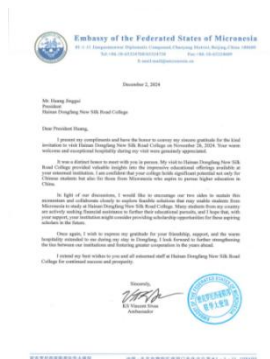 Embassy of the Federated States of Micronesia
December 2, 2024
Mr. Huang Jingger
President
Hainan Dongfang New Silk Road College
Dear President Huang,
I present my compliments and have the honor to convey my sincere gratitude for the kind
invitation to visit Hainan Dongfang New Silk Road College on November 28, 2024. Your warm
welcome and exceptional hospitality during my visit were genuinely appreciated.
It was a distinct honor to meet with you in person. My visit to Hainan Dongfang New Silk
Road College provided valuable insights into the impressive educational offerings available at
your esteemed institution. I am confident that your college holds significant potential not only for
Chinese students but also for those from Micronesia who aspire to pursue higher education in
China.
In light of our discussions, I would like to encourage our two sides to sustain this
momentum and collaborate closely to explore feasible solutions that may enable students from
Micronesia to study at Hainan Dongfang New Silk Road College. Many students from my country
are actively seeking financial assistance to further their educational pursuits, and I hope that, with
your support, your institution might consider providing scholarship opportunities for these aspiring
scholars in the future.
Once again, I wish to express my gratitude for your friendship, support, and the warm
hospitality extended to me during my stay in Dongfang. I look forward to further strengthening
the ties between our institutions and fostering greater cooperation in the years ahead.
I extend my best wishes to you and all esteemed staff at Hainan Dongfang New Silk Road College
for continued success and prosperity.
Sincerely,
Vincent Sivas
Ambassador